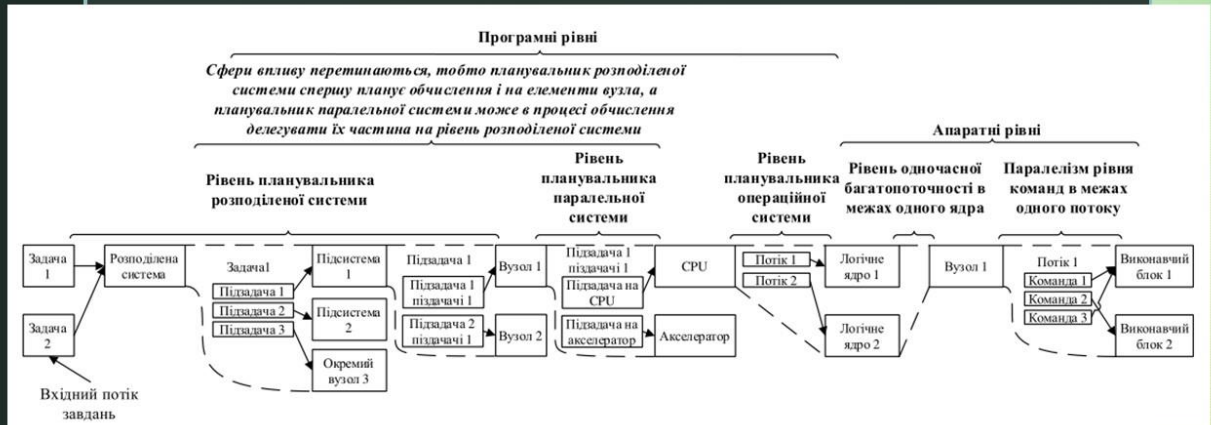 Програмні рівні
Сфери впливу перетинаються, тобто планувальник розподіленої
системи спершу планує обчислення і на елементи вузла, а
планувальник паралельної системи може в процесі обчислення
делегувати їх частина на рівень розподіленої системи
Апаратні рівні
Рівень планувальника
розподіленої системи
Рівень
планувальника
паралельної
системи
Рівень
планувальника
операційної
системи
Рівень одночасної
багатопоточності в
межах одного ядра
Паралелізм рівня
команд в межах
одного потоку
Задача
1
Задача
2
Вхідний потік
завдань
Розподілена
система
Задача1
Підзадача 1
Підзадача 2
Підзадача 3
Підсистема
1
Підсистема
2
Окремий
вузол 3
Підзадача 1
Підзадача 1
піздачачі 1
Підзадача 2
піздачачі 1
Вузол 1
Вузол 2
Підзадача 1
піздачачі 1
Підзадача на
CPU
Підзадача на
акселератор
CPU
Акселератор
Потік 1
Потік 2
Логічне
ядро 1
Логічне
ядро 2
Вузол 1
Потік 1
Команда 1
Команда 2
Команда 3
Виконавчий
блок 1
Виконавчий
блок 2